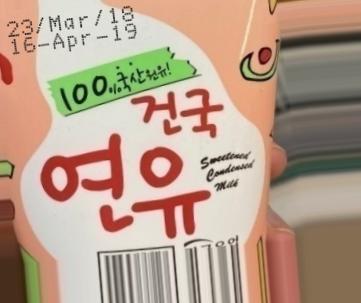 23/Mar/18
16-Apr-19
100% 국산원유!
건국
연유
Sweetened
Condensed
Milk